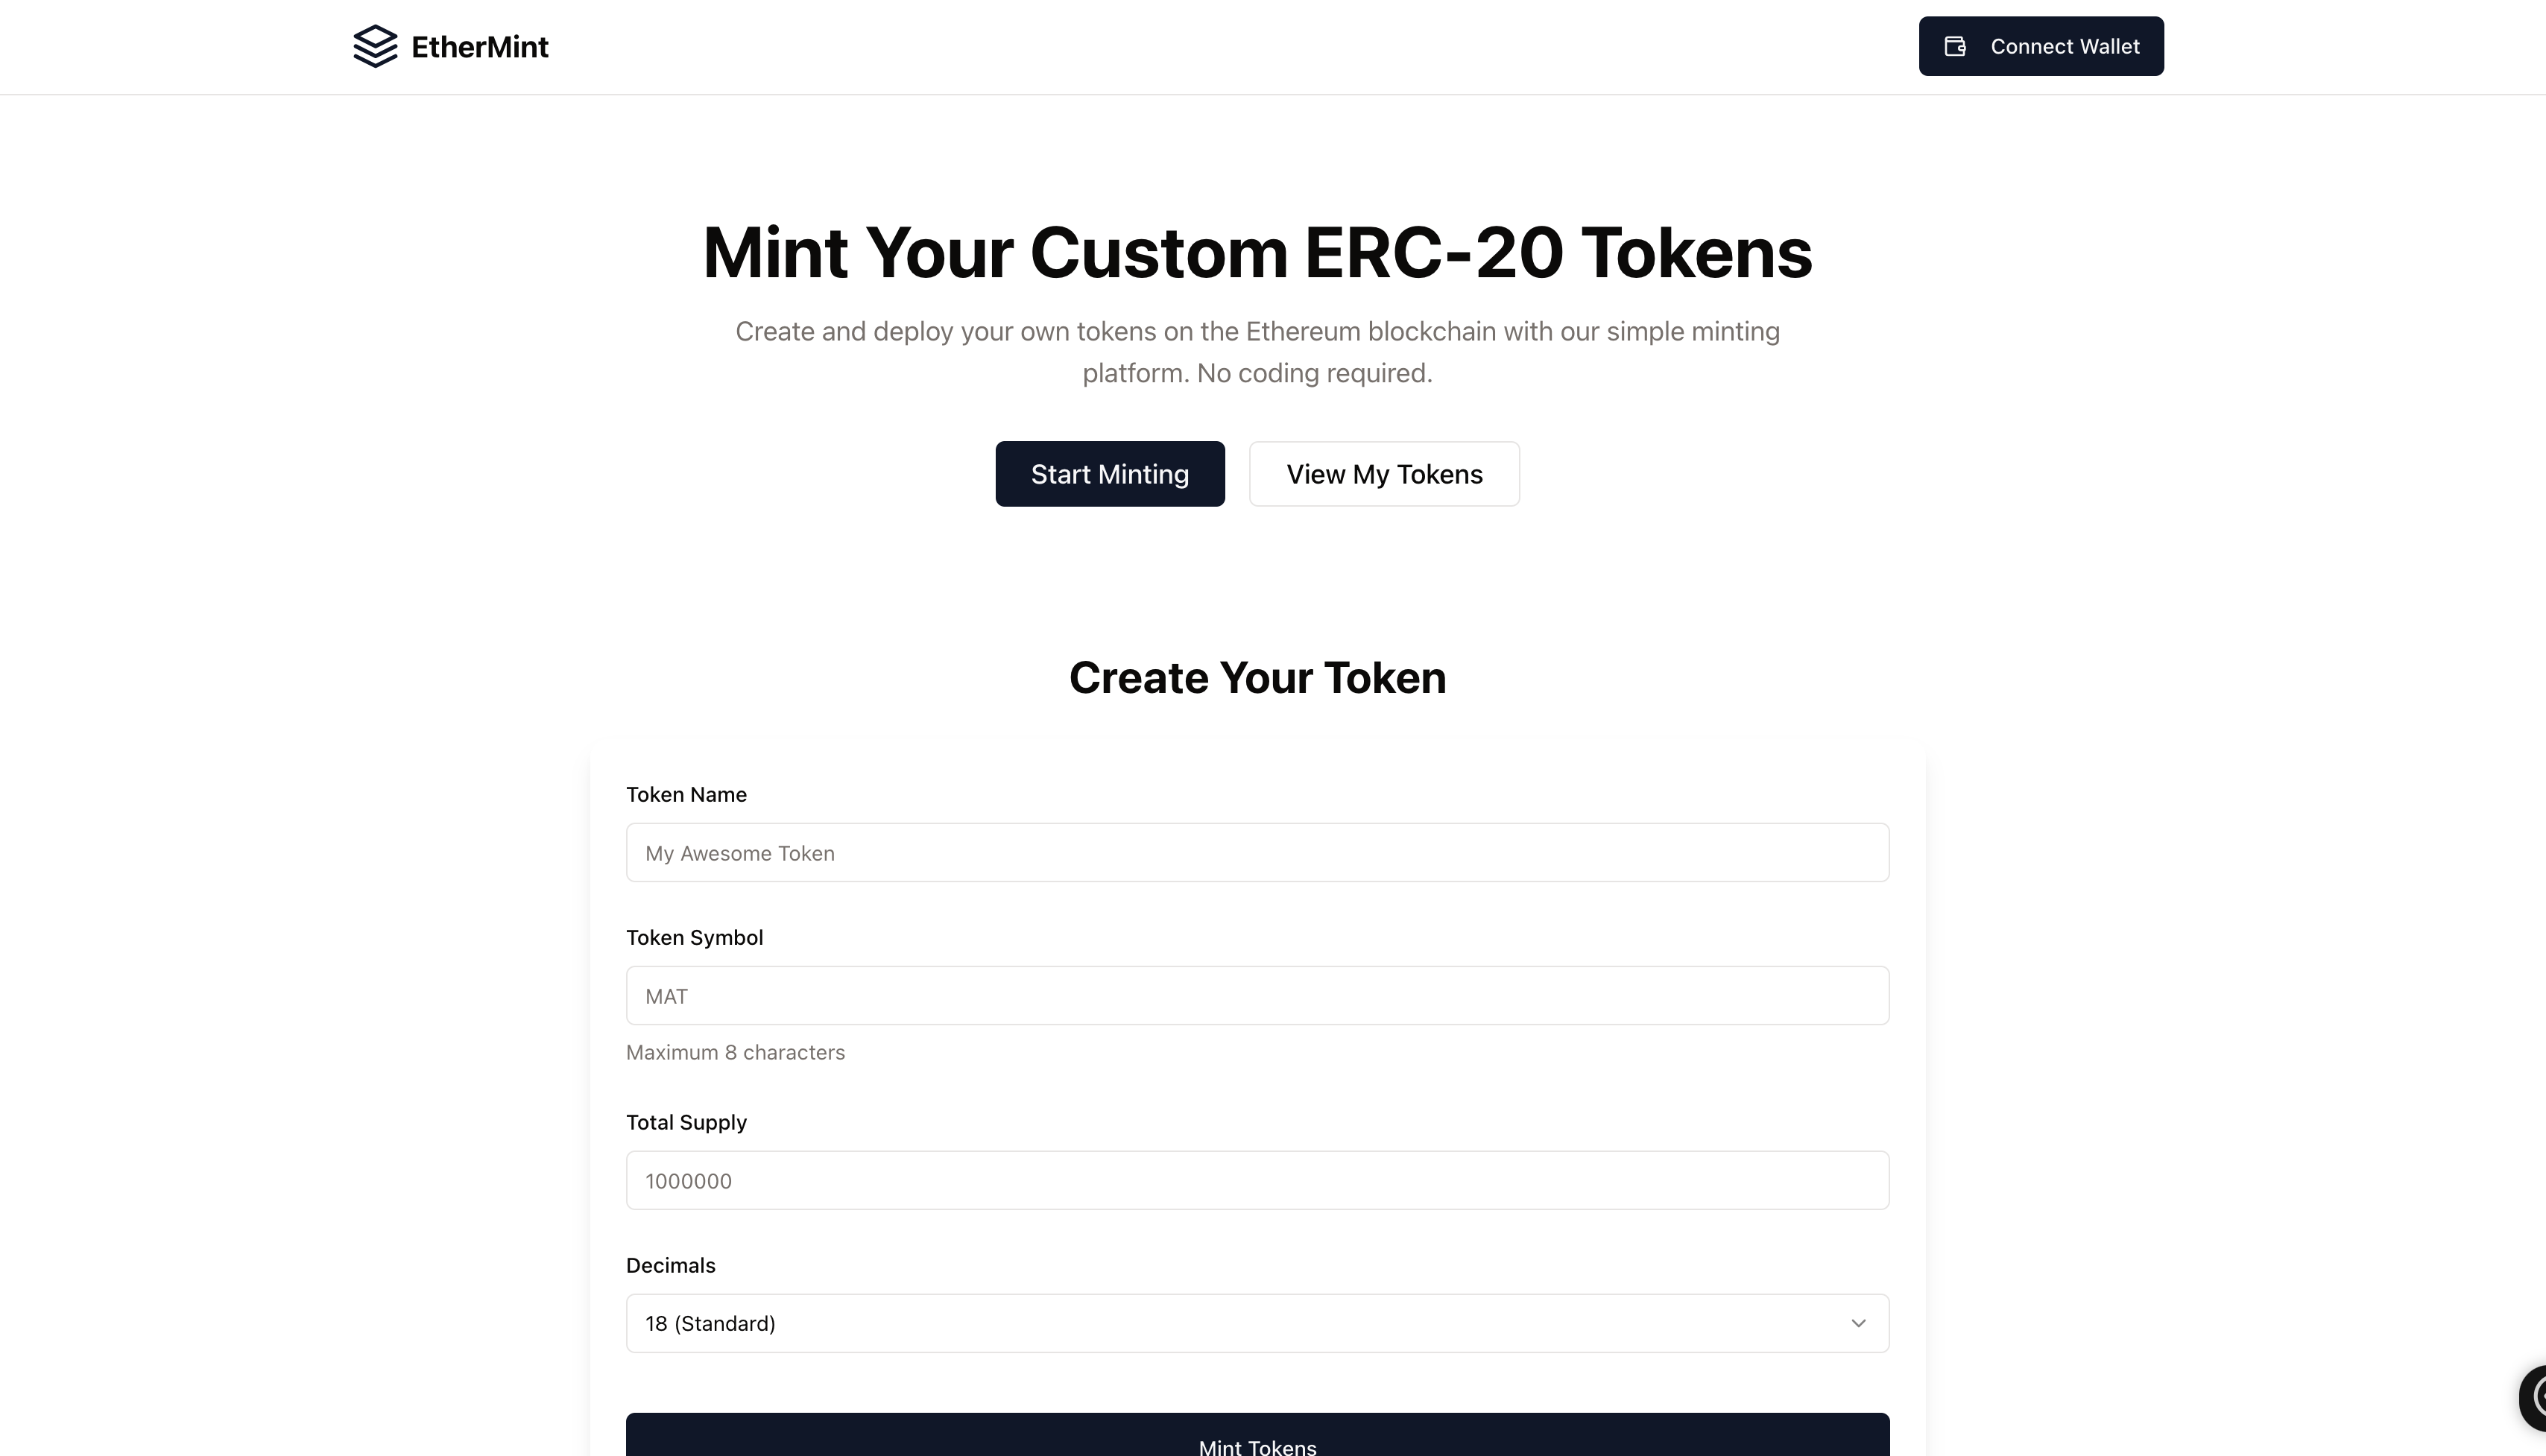 EtherMint
Connect Wallet
Mint Your Custom ERC-20 Tokens
Create and deploy your own tokens on the Ethereum blockchain with our simple minting
platform. No coding required.
Start Minting
View My Tokens
Create Your Token
Token Name
My Awesome Token
Token Symbol
MAT
Maximum 8 characters
Total Supply
1000000
Decimals
18 (Standard)
Mint Tokens